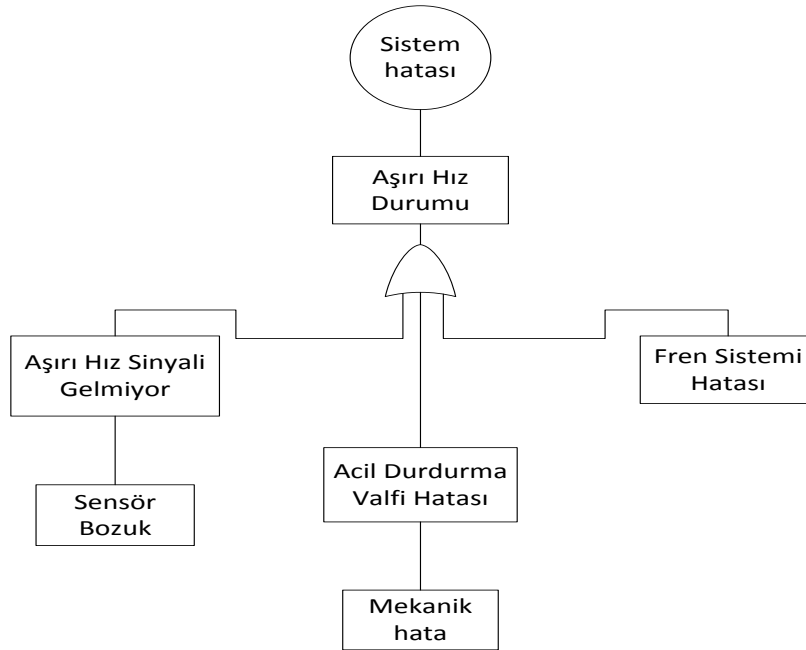 Sistem
hatası
Aşırı Hız
Durumu
Aşırı Hız Sinyali
Gelmiyor
Fren Sistemi
Hatası
Acil Durdurma
Valfi Hatası
Sensör
Bozuk
Mekanik
hata